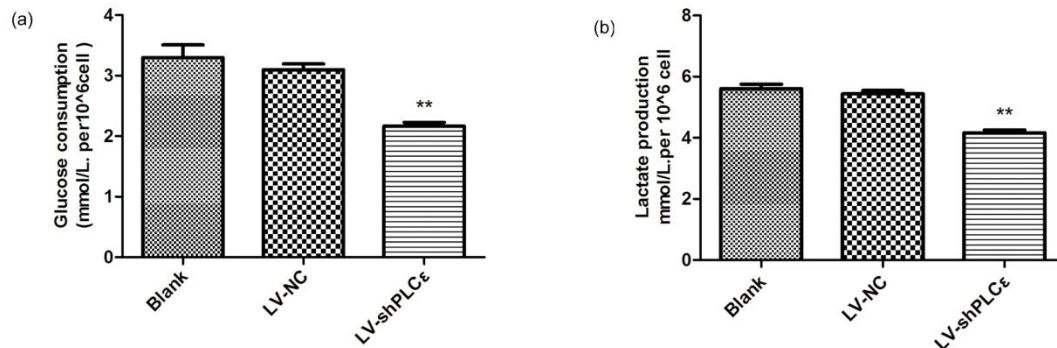 (a)
Glucose consumption
(mmol/L. per10^6cell )
4
3
2
1
0
**
Blank
LV-NC
LV-shPLCε
(b)
Lactate production
mmol/L.per 10^6 cell
8
6
4
2
0
**
Blank
LV-NC
LV-shPLCε